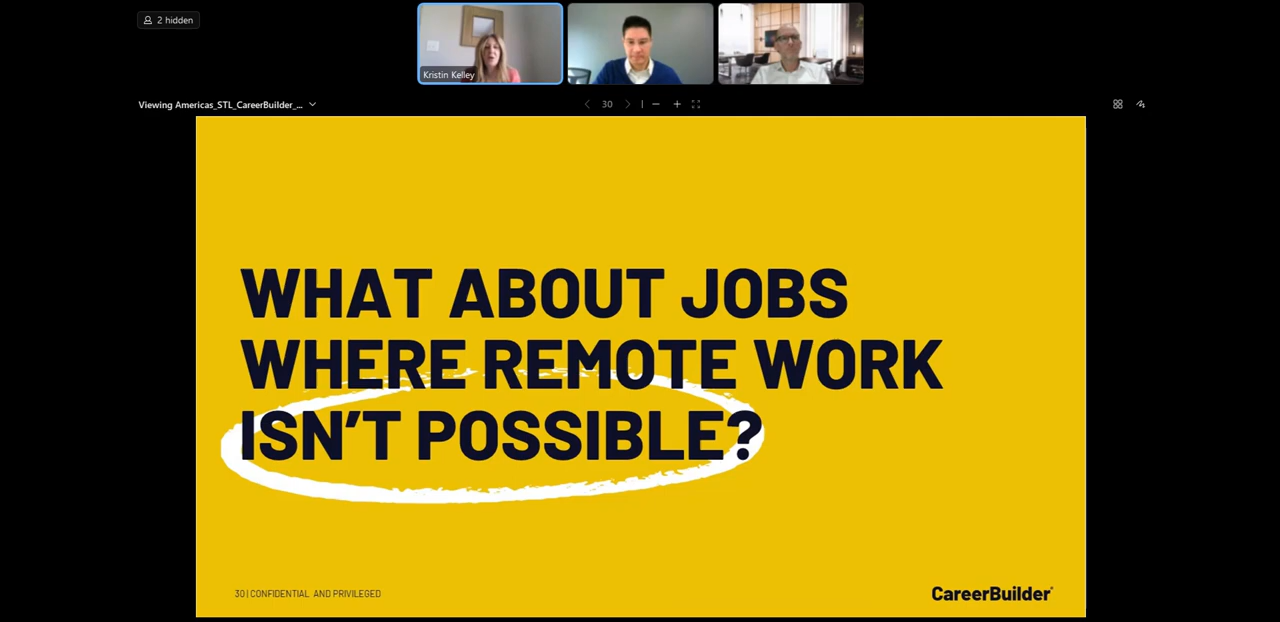 2 hidden
Kristin Kelley
Viewing Americas_STL_CareerBuilder_...
30
WHAT ABOUT JOBS
WHERE REMOTE WORK
ISN’T POSSIBLE?
30 | CONFIDENTIAL AND PRIVILEGED
CareerBuilder®